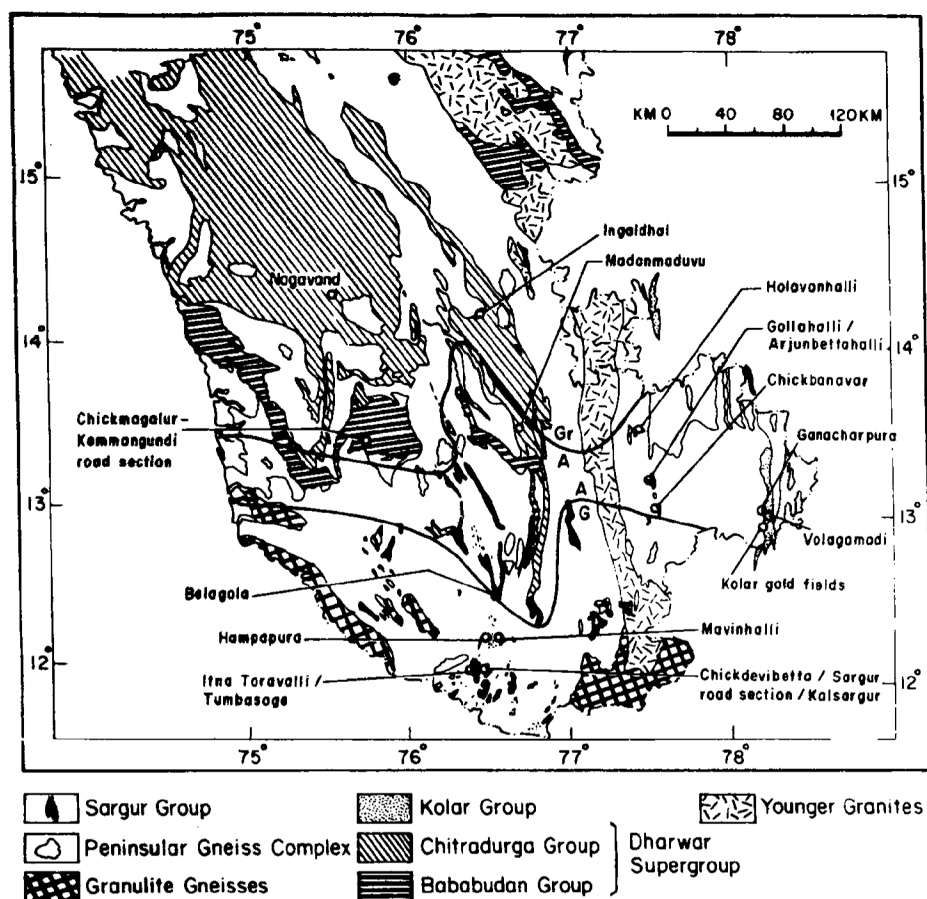 75° 76° 77° 78°
KM 0 40 80 120KM
15°
15°
Ingaldhal
Nagavand
Madanmaduvu
Holavanhalli
14°
14°
Gollahalli /
Arjunbettahalli
Chickbanavar
Chickmagalur-
Kemmangundi
road section
Gr
A
Ganacharpura
A
G
13°
13°
Volagamadi
Kolar gold fields
Belagola
Hampapura
Mavinhalli
12°
12°
Itna Toravalli /
Tumbasoge
Chickdevibetta / Sargur
road section / Kalsargur
75° 76° 77° 78°
Sargur Group
Kolar Group
Younger Granites
Peninsular Gneiss Complex
Chitradurga Group
Dharwar
Supergroup
Granulite Gneisses
Bababudan Group